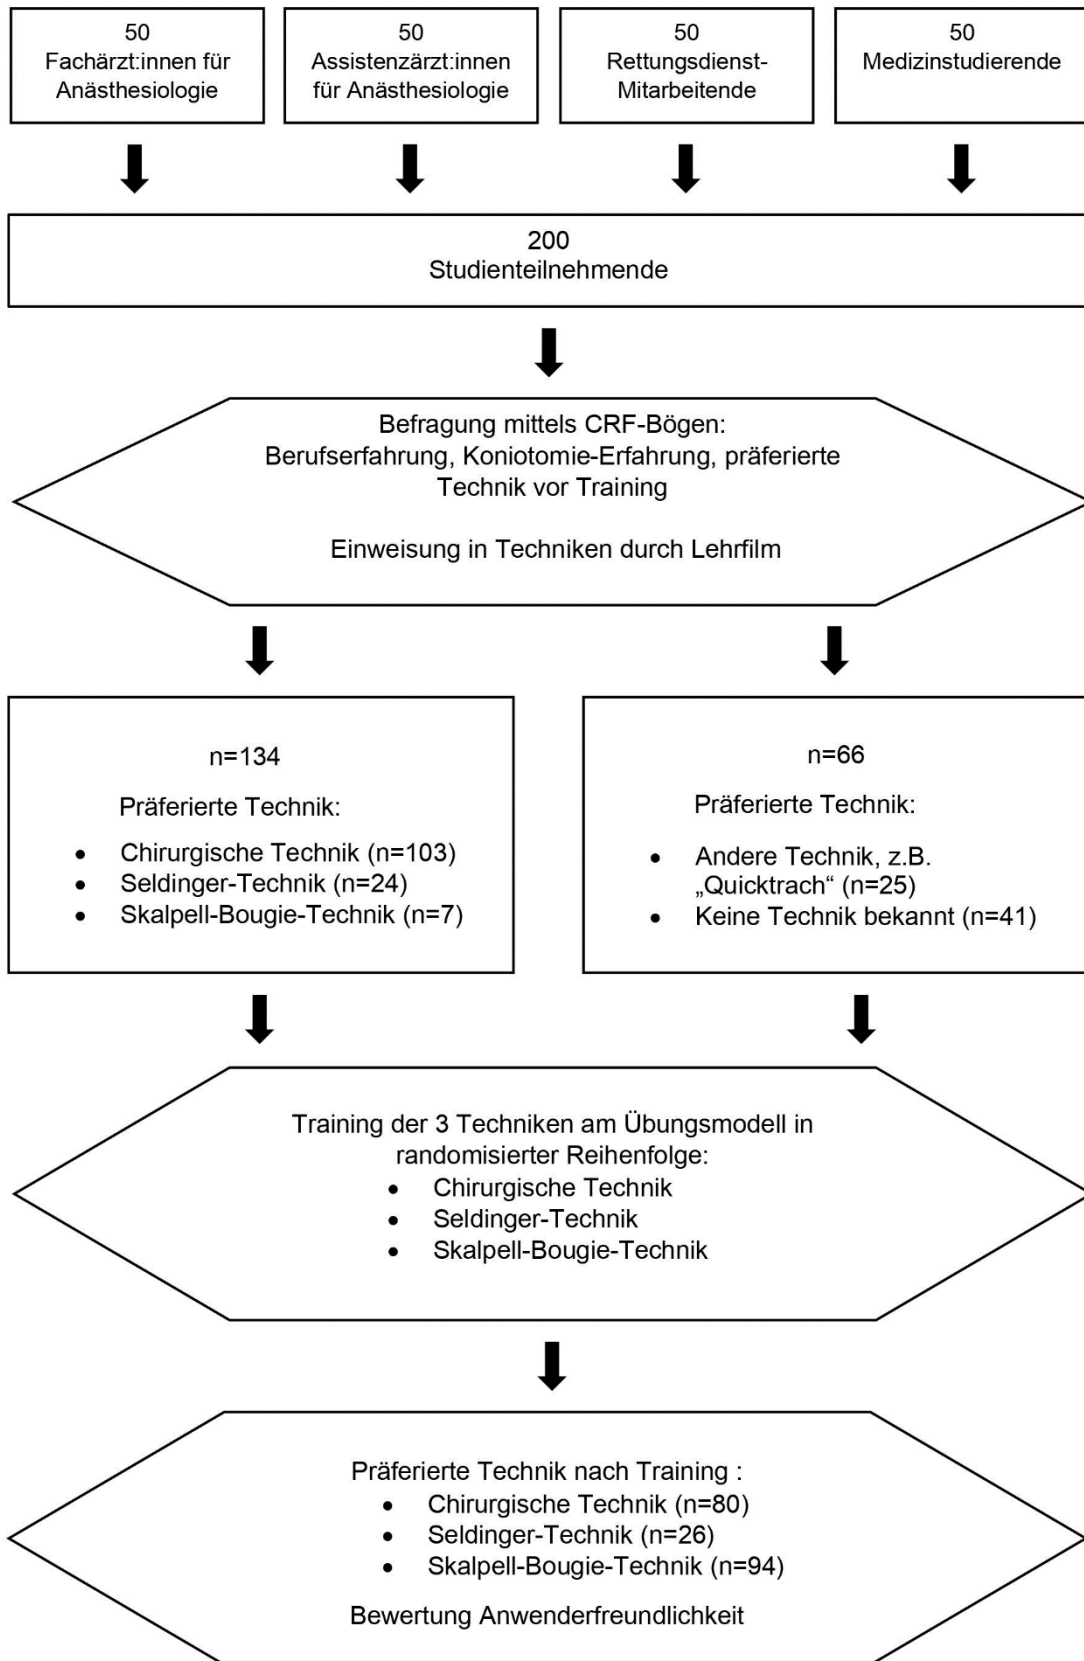 50
Fachärzt:innen für
Anästhesiologie
50
Assistenzärzt:innen
für Anästhesiologie
50
Rettungsdienst-
Mitarbeitende
50
Medizinstudierende
200
Studienteilnehmende
Befragung mittels CRF-Bögen:
Berufserfahrung, Koniotomie-Erfahrung, präferierte
Technik vor Training
Einweisung in Techniken durch Lehrfilm
n=134
Präferierte Technik:
• Chirurgische Technik (n=103)
• Seldinger-Technik (n=24)
• Skalpell-Bougie-Technik (n=7)
n=66
Präferierte Technik:
• Andere Technik, z.B.
„Quicktrach“ (n=25)
• Keine Technik bekannt (n=41)
Training der 3 Techniken am Übungsmodell in
randomisierter Reihenfolge:
• Chirurgische Technik
• Seldinger-Technik
• Skalpell-Bougie-Technik
Präferierte Technik nach Training :
• Chirurgische Technik (n=80)
• Seldinger-Technik (n=26)
• Skalpell-Bougie-Technik (n=94)
Bewertung Anwenderfreundlichkeit